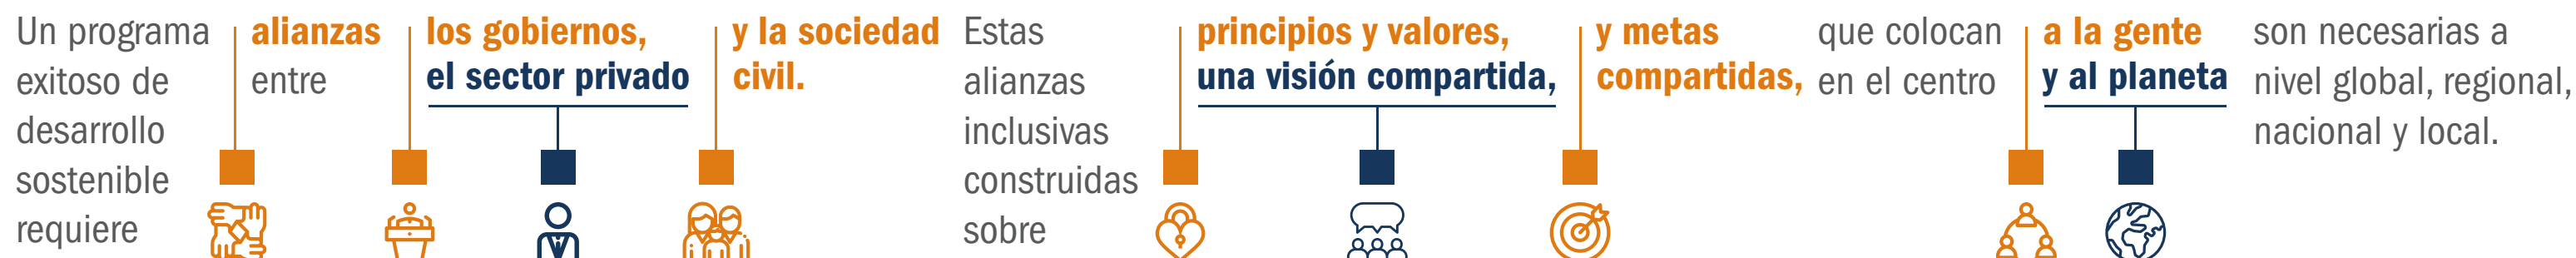 Un programa
exitoso de
desarrollo
sostenible
requiere
alianzas
entre
los gobiernos,
el sector privado
y la sociedad
civil.
Estas
alianzas
inclusivas
construidas
sobre
principios y valores,
una visión compartida,
y metas
compartidas,
que colocan
en el centro
a la gente
y al planeta
son necesarias a
nivel global, regional,
nacional y local.